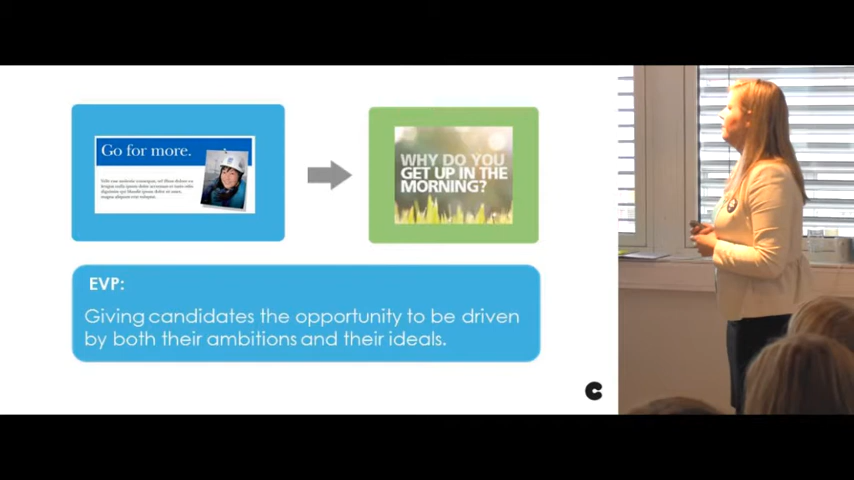 Go for more.
WHY DO YOU
GET UP IN THE
MORNING?
EVP:
Giving candidates the opportunity to be driven
by both their ambitions and their ideals.